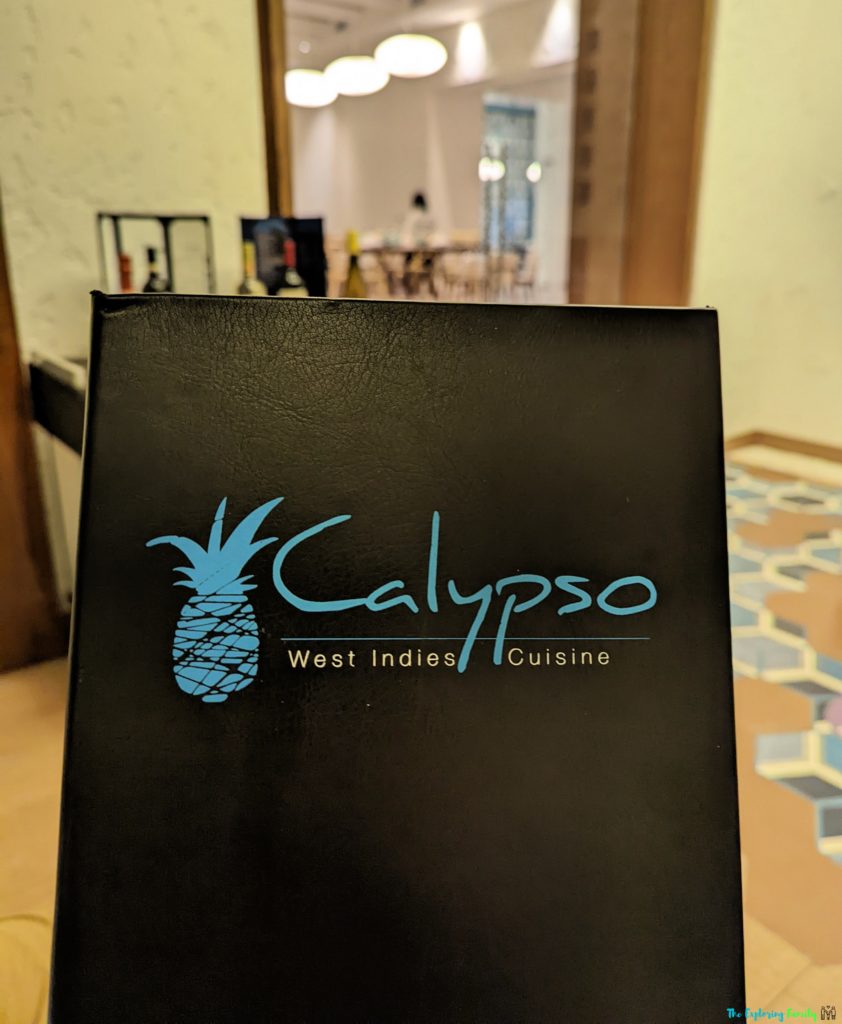 Calypso
West Indies Cuisine
The Exploring Family